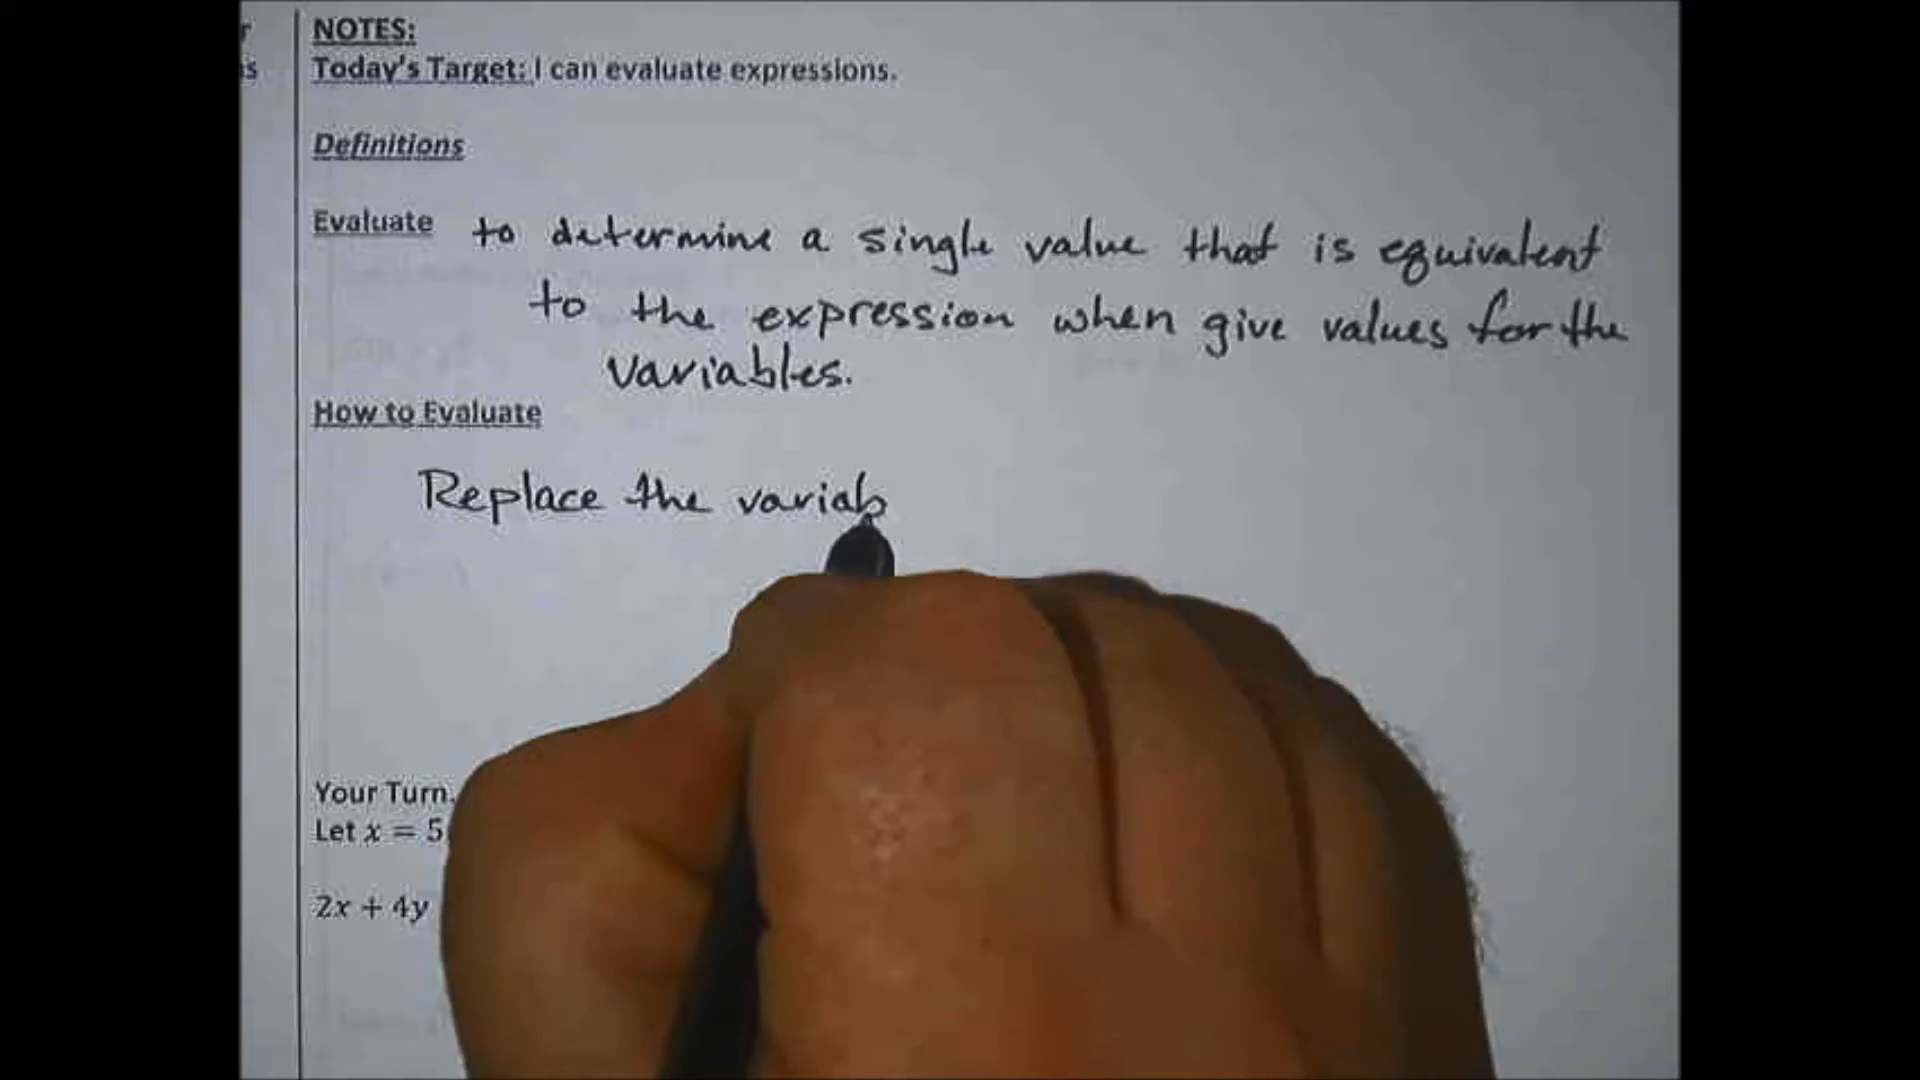 NOTES:
Today's Target: I can evaluate expressions.
Definitions
Evaluate to determine a single value that is equivalent
to the expression when give values for the
variables.
How to Evaluate
Replace the variab
Your Turn.
Let x = 5
2x + 4y